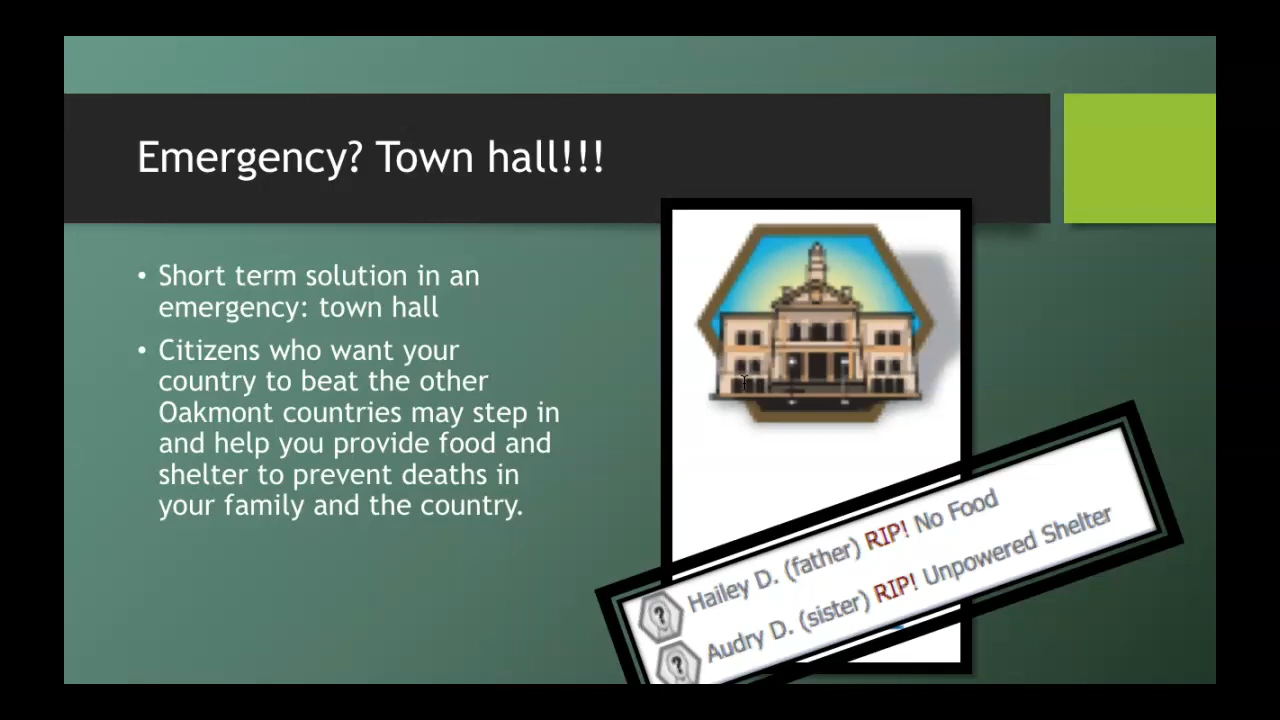 Emergency? Town hall!!!
• Short term solution in an
emergency: town hall
• Citizens who want your
country to beat the other
Oakmont countries may step in
and help you provide food and
shelter to prevent deaths in
your family and the country.
? Hailey D. (father) RIP! No Food
? Audry D. (sister) RIP! Unpowered Shelter